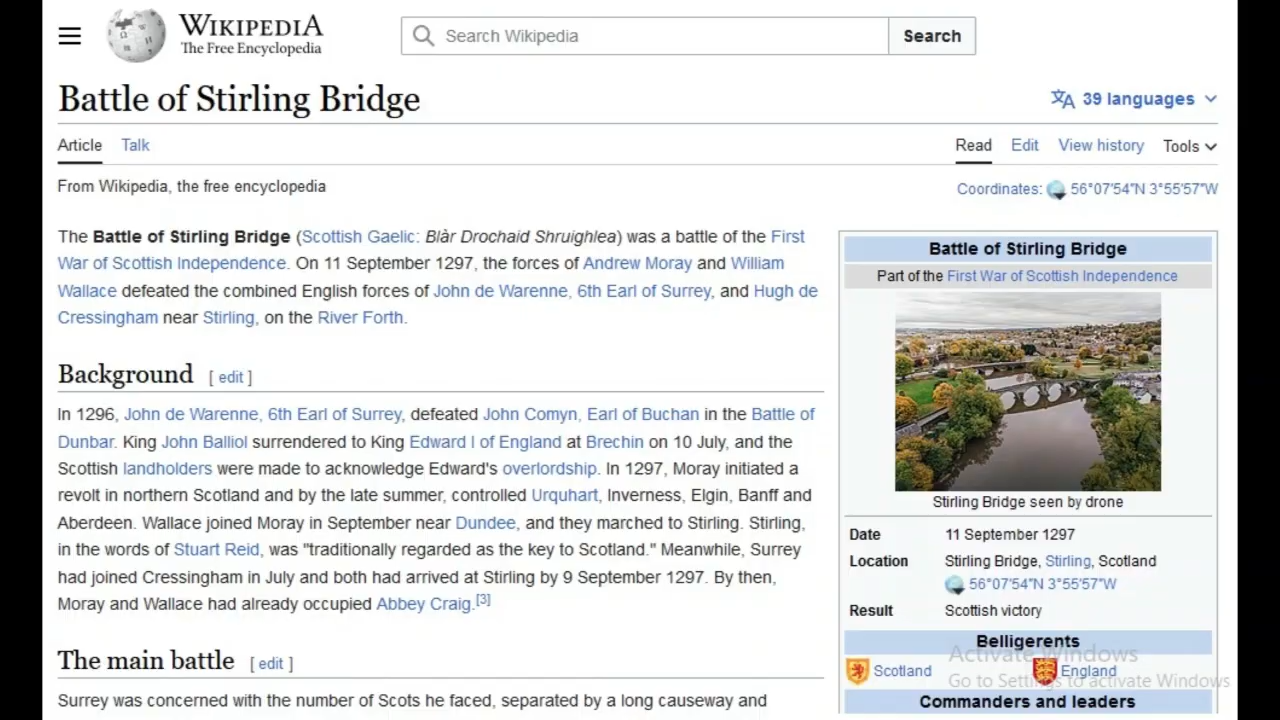 WIKIPEDIA
The Free Encyclopedia
Search Wikipedia
Search
Battle of Stirling Bridge
39 languages
Article Talk
Read Edit View history Tools
From Wikipedia, the free encyclopedia
Coordinates: 56°07′54″N 3°55′57″W
The Battle of Stirling Bridge (Scottish Gaelic: Blàr Drochaid Shruighlea) was a battle of the First
War of Scottish Independence. On 11 September 1297, the forces of Andrew Moray and William
Wallace defeated the combined English forces of John de Warenne, 6th Earl of Surrey, and Hugh de
Cressingham near Stirling, on the River Forth.
Background [ edit ]
In 1296, John de Warenne, 6th Earl of Surrey, defeated John Comyn, Earl of Buchan in the Battle of
Dunbar. King John Balliol surrendered to King Edward I of England at Brechin on 10 July, and the
Scottish landholders were made to acknowledge Edward's overlordship. In 1297, Moray initiated a
revolt in northern Scotland and by the late summer, controlled Urquhart, Inverness, Elgin, Banff and
Aberdeen. Wallace joined Moray in September near Dundee, and they marched to Stirling. Stirling,
in the words of Stuart Reid, was "traditionally regarded as the key to Scotland." Meanwhile, Surrey
had joined Cressingham in July and both had arrived at Stirling by 9 September 1297. By then,
Moray and Wallace had already occupied Abbey Craig.[3]
The main battle [ edit ]
Surrey was concerned with the number of Scots he faced, separated by a long causeway and
Battle of Stirling Bridge
Part of the First War of Scottish Independence
Stirling Bridge seen by drone
Date 11 September 1297
Location Stirling Bridge, Stirling, Scotland
56°07′54″N 3°55′57″W
Result Scottish victory
Belligerents
Scotland England
Commanders and leaders
Activate Windows
Go to Settings to activate Windows